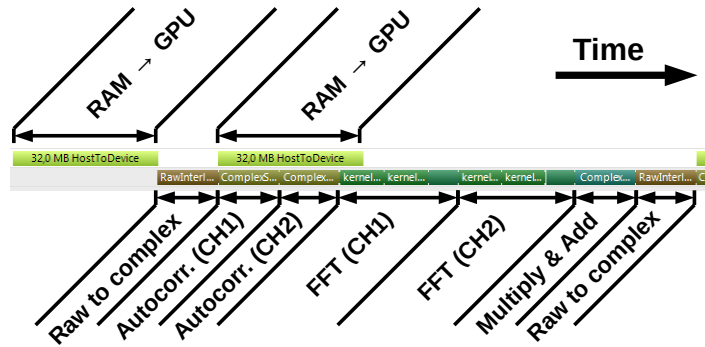 RAM → GPU
RAM → GPU
Time
32,0 MB HostToDevice
32,0 MB HostToDevice
RawInterl...
ComplexS...
Complex...
kernel...
kernel...
kernel...
kernel...
Complex...
RawInterl...
C
Raw to complex
Autocorr. (CH1)
Autocorr. (CH2)
FFT (CH1)
FFT (CH2)
Multiply & Add
Raw to complex